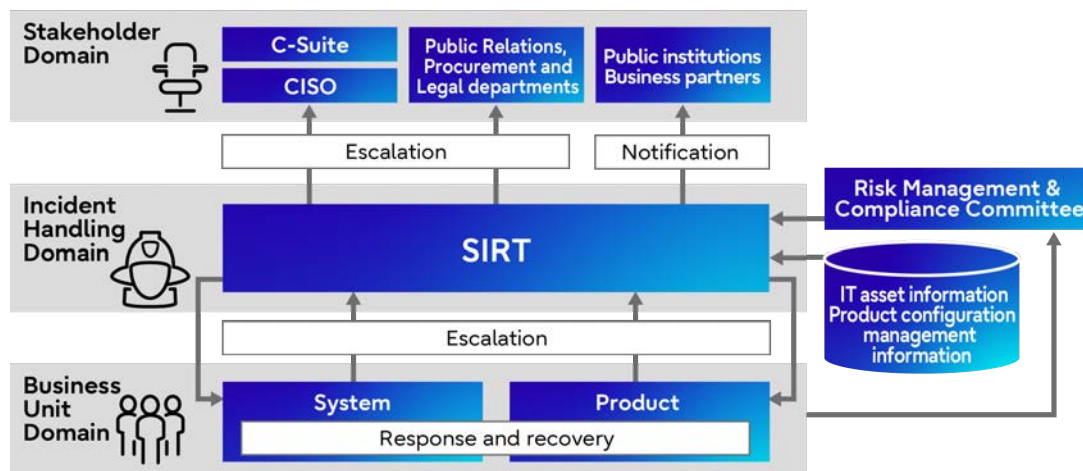 Stakeholder
Domain
C-Suite
CISO
Public Relations,
Procurement and
Legal departments
Public institutions
Business partners
Escalation
Notification
Incident
Handling
Domain
SIRT
Risk Management &
Compliance Committee
IT asset information
Product configuration
management
information
Escalation
Business
Unit
Domain
System
Product
Response and recovery